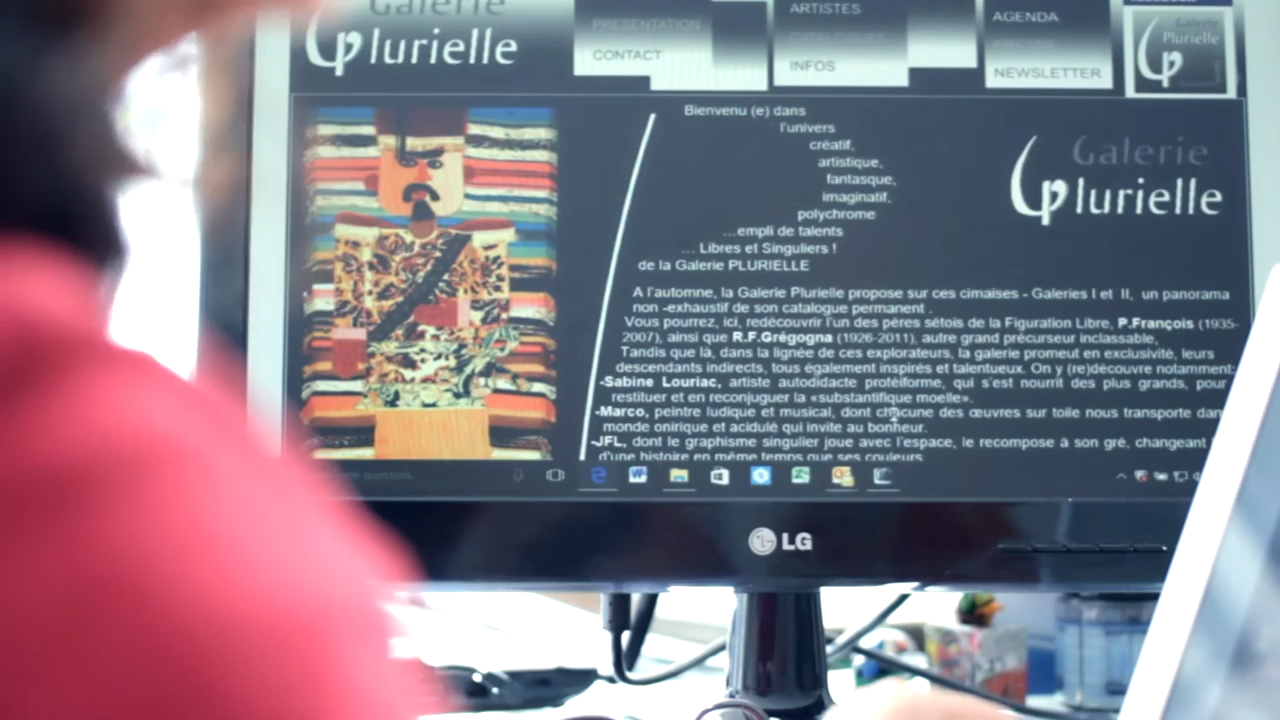 Galerie
Plurielle
PRESENTATION
CONTACT
ARTISTES
INFOS
AGENDA
NEWSLETTER
Galerie
Plurielle
Bienvenu (e) dans
l'univers
créatif,
artistique,
fantasque,
imaginatif,
polychrome
...empli de talents
... Libres et Singuliers !
de la Galerie PLURIELLE
Galerie
Plurielle
A l'automne, la Galerie Plurielle propose sur ces cimaises - Galeries I et II, un panorama
non -exhaustif de son catalogue permanent .
Vous pourrez, ici, redécouvrir l'un des pères sétois de la Figuration Libre, P.François (1935-
2007), ainsi que R.F.Grégogna (1926-2011), autre grand précurseur inclassable,
Tandis que là, dans la lignée de ces explorateurs, la galerie promeut en exclusivité, leurs
descendants indirects, tous également inspirés et talentueux. On y (re)découvre notamment:
-Sabine Louriac, artiste autodidacte protéiforme, qui s'est nourrit des plus grands, pour
restituer et en reconjuguer la «substantifique moelle».
-Marco, peintre ludique et musical, dont chacune des œuvres sur toile nous transporte dan
monde onirique et acidulé qui invite au bonheur.
-JFL, dont le graphisme singulier joue avec l'espace, le recompose à son gré, changeant
d'une histoire en même temps que ses couleurs
question
LG